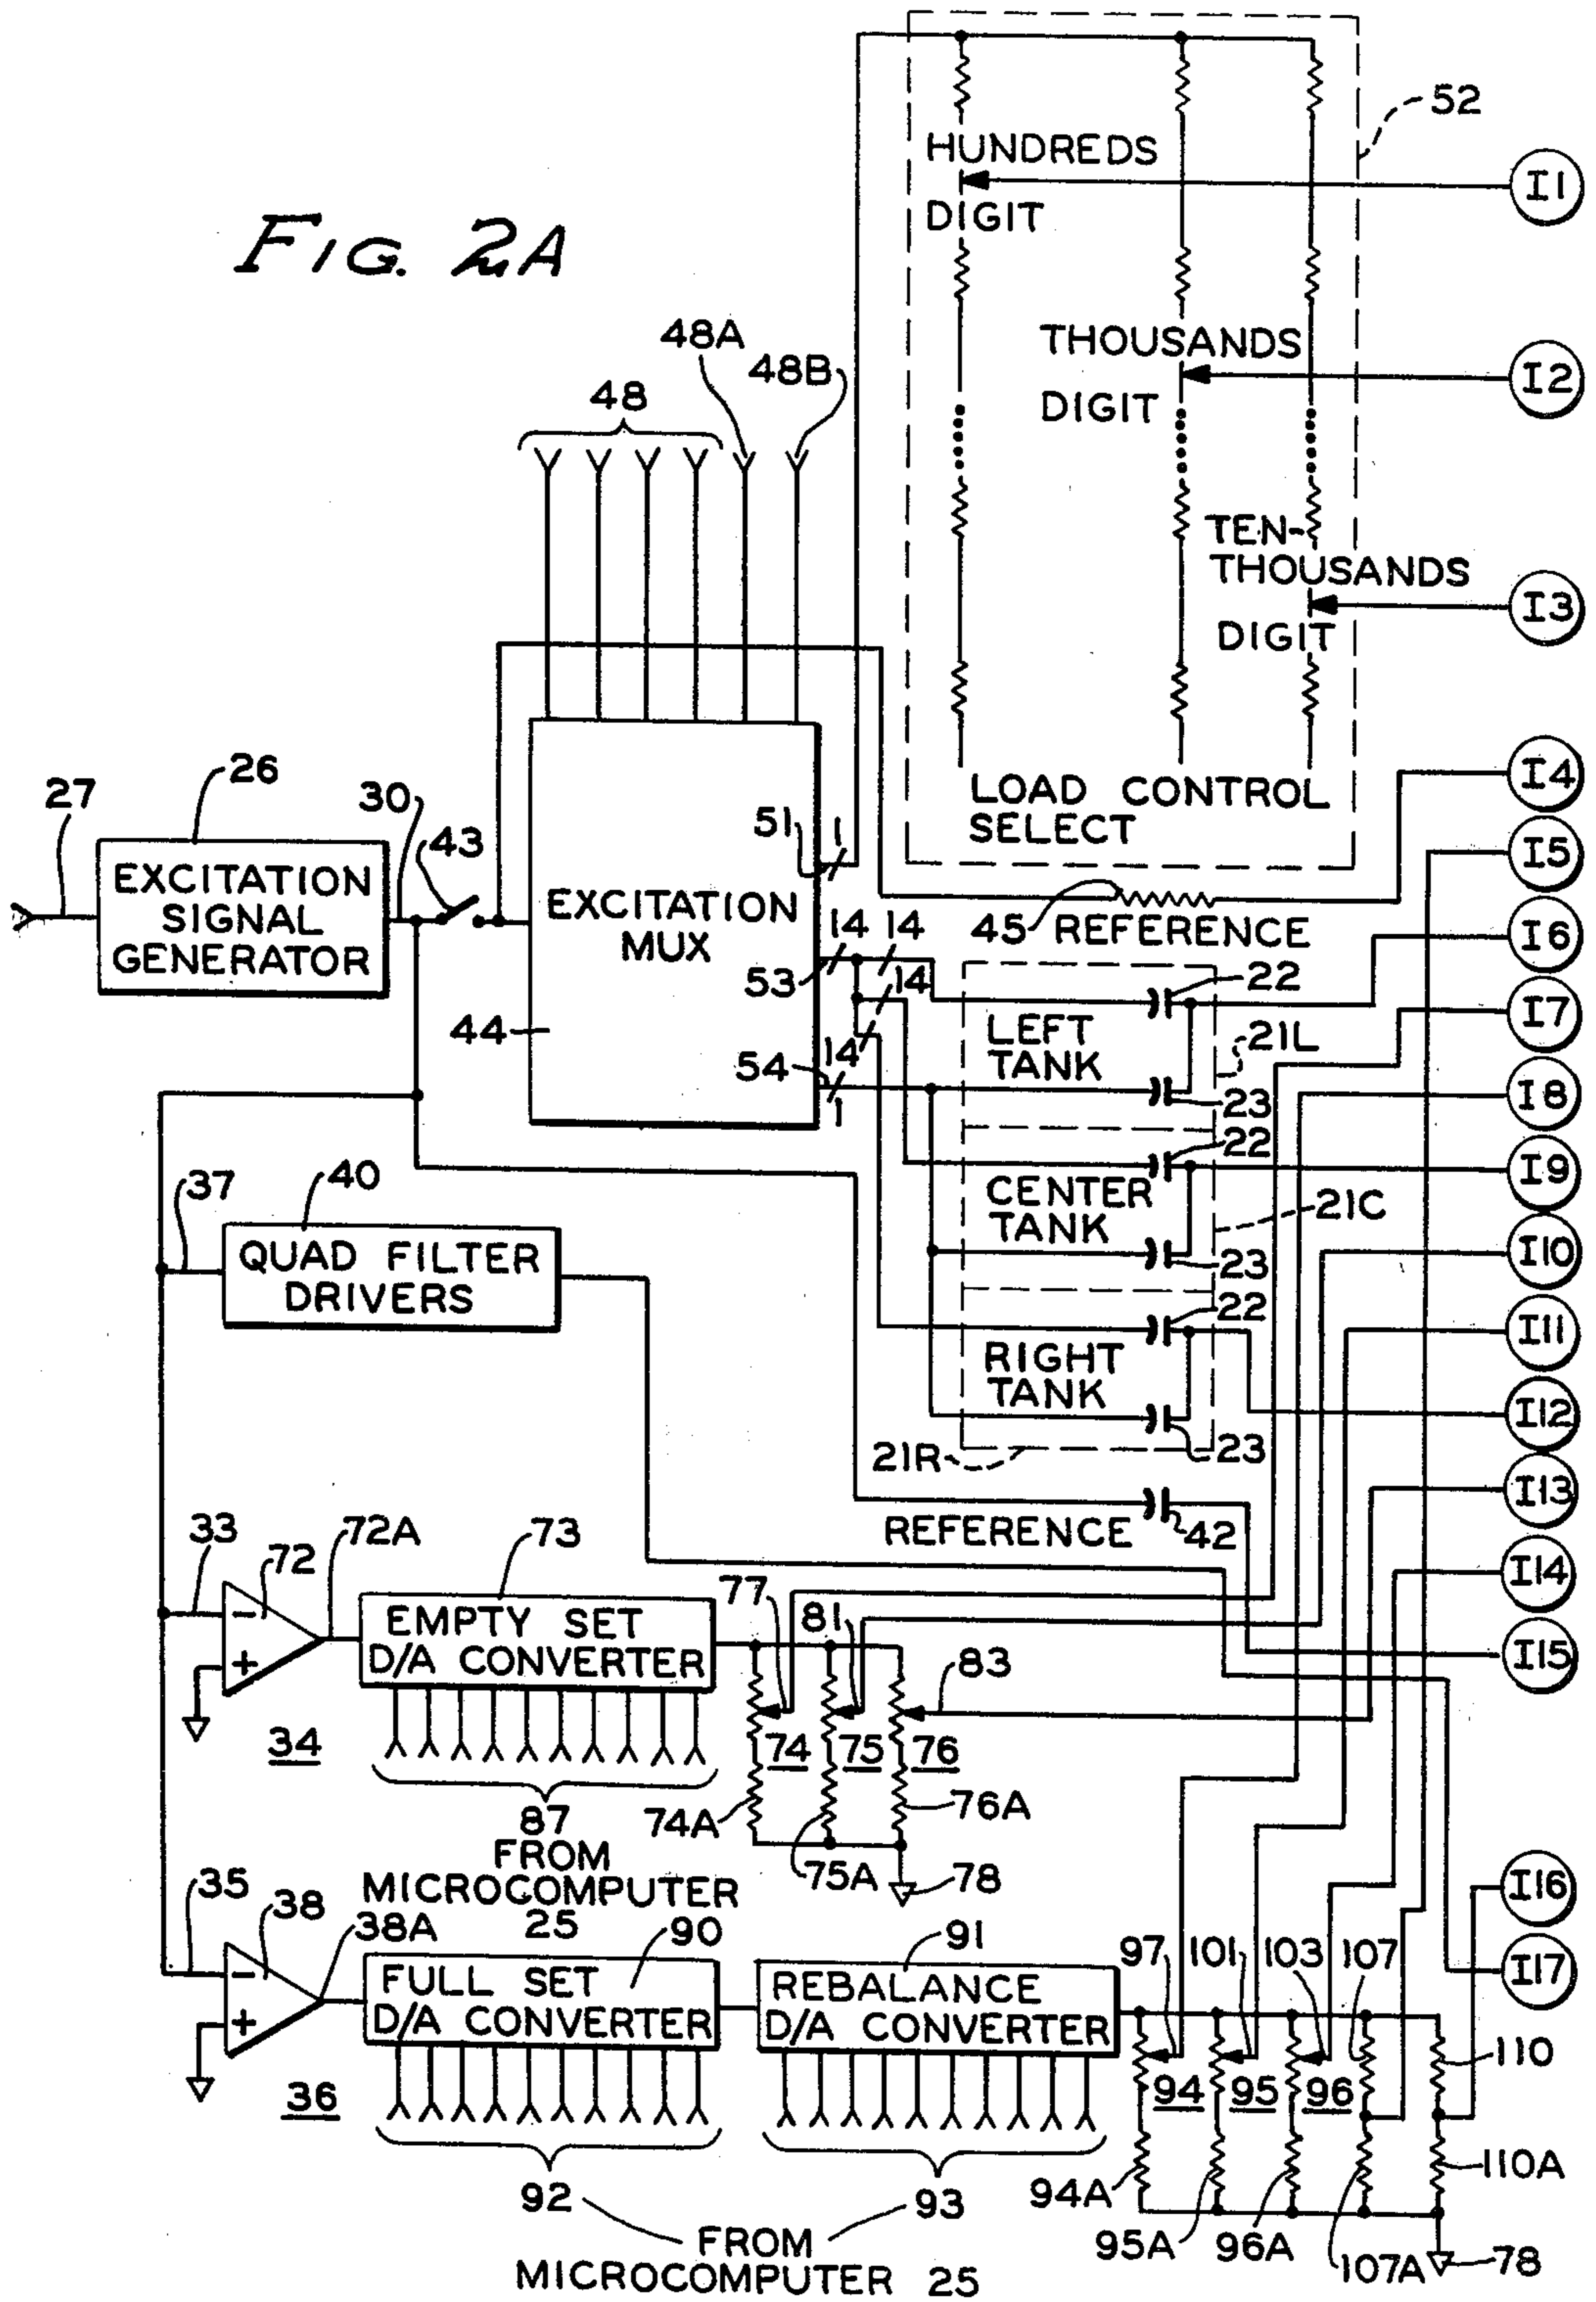 FIG. 2A
52
HUNDREDS
DIGIT
I1
THOUSANDS
DIGIT
I2
TEN-
THOUSANDS
DIGIT
I3
LOAD CONTROL
SELECT
48
48A
48B
27
26
EXCITATION
SIGNAL
GENERATOR
30
43
EXCITATION
MUX
44
51
1
53
14
14
14
14
54
1
45
REFERENCE
I4
I5
I6
I7
I8
I9
I10
I11
I12
I13
I14
I15
I16
I17
22
LEFT
TANK
21L
23
22
CENTER
TANK
21C
23
22
RIGHT
TANK
21R
23
REFERENCE
42
37
40
QUAD FILTER
DRIVERS
33
72
-
+
72A
73
EMPTY SET
D/A CONVERTER
34
87
FROM
MICROCOMPUTER
25
77
81
83
74
75
76
74A
75A
76A
78
35
38
-
+
38A
90
FULL SET
D/A CONVERTER
36
92
91
REBALANCE
D/A CONVERTER
93
FROM
MICROCOMPUTER 25
97
101
103
107
110
94
95
96
94A
95A
96A
107A
110A
78